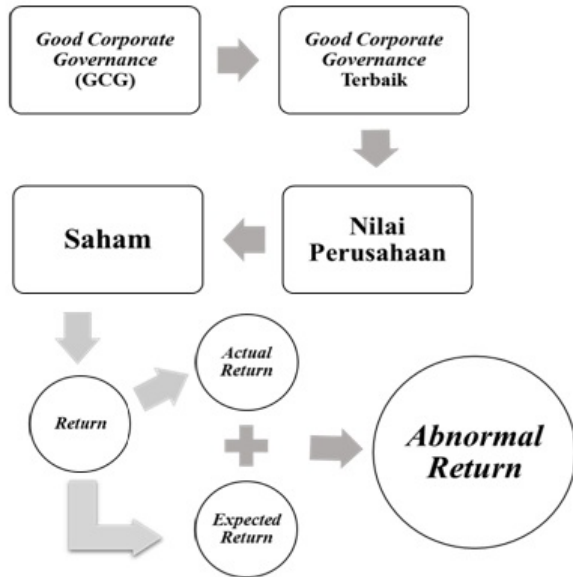 Good Corporate
Governance
(GCG)
Good Corporate
Governance
Terbaik
Saham
Nilai
Perusahaan
Return
Actual
Return
Expected
Return
Abnormal
Return